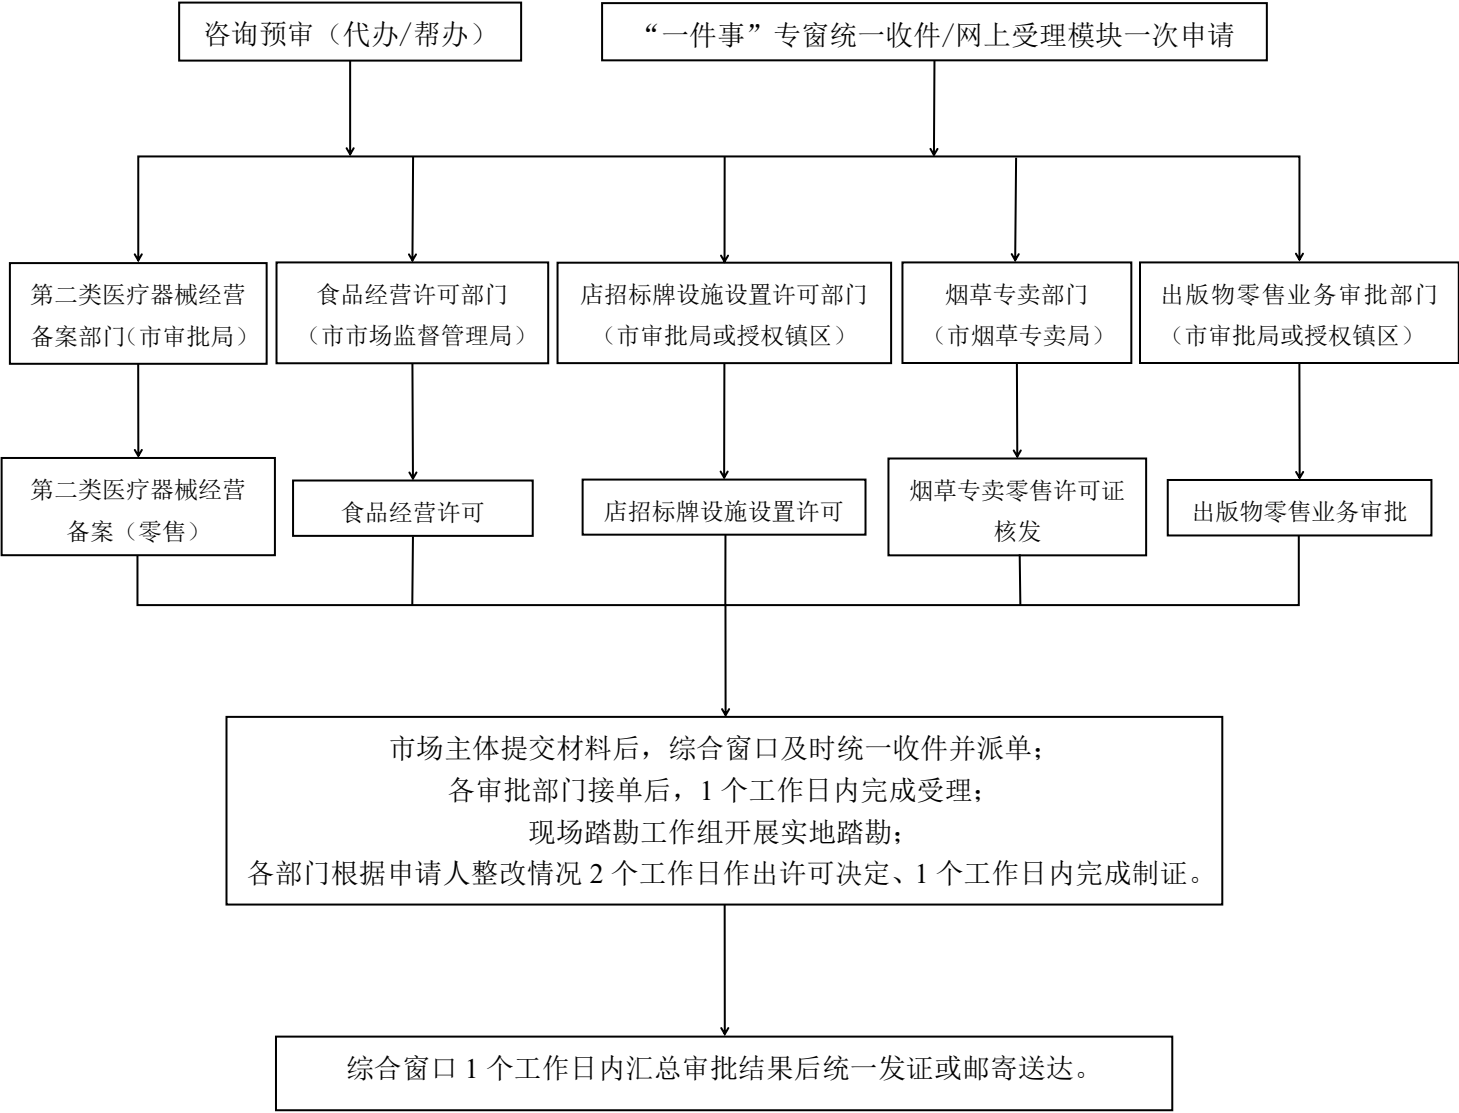 咨询预审（代办/帮办）
“一件事”专窗统一收件/网上受理模块一次申请
第二类医疗器械经营
备案部门（市审批局）
食品经营许可部门
（市市场监督管理局）
店招标牌设施设置许可部门
（市审批局或授权镇区）
烟草专卖部门
（市烟草专卖局）
出版物零售业务审批部门
（市审批局或授权镇区）
第二类医疗器械经营
备案（零售）
食品经营许可
店招标牌设施设置许可
烟草专卖零售许可证
核发
出版物零售业务审批
市场主体提交材料后，综合窗口及时统一收件并派单；
各审批部门接单后，1 个工作日内完成受理；
现场踏勘工作组开展实地踏勘；
各部门根据申请人整改情况 2 个工作日作出许可决定、1 个工作日内完成制证。
综合窗口 1 个工作日内汇总审批结果后统一发证或邮寄送达。